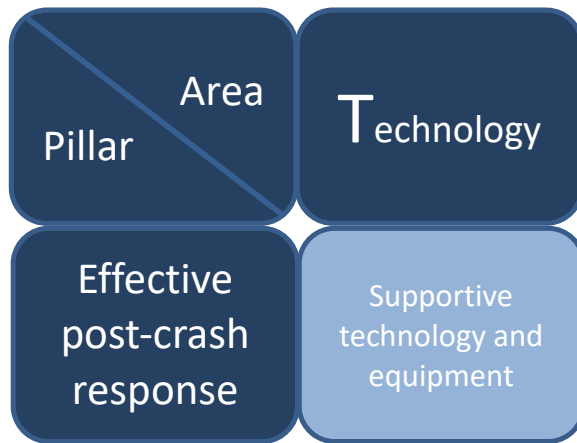 Area
Pillar
Technology
Effective
post-crash
response
Supportive
technology and
equipment